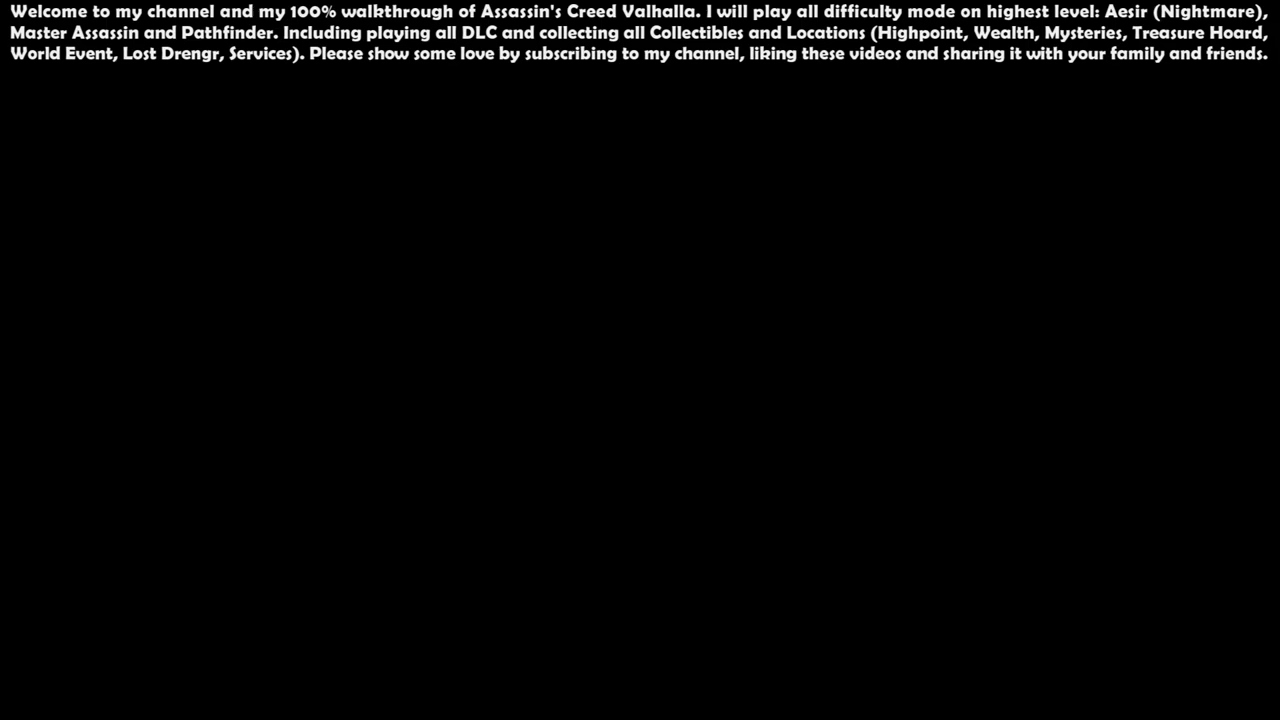 Welcome to my channel and my 100% walkthrough of Assassin's Creed Valhalla. I will play all difficulty mode on highest level: Aesir (Nightmare),
Master Assassin and Pathfinder. Including playing all DLC and collecting all Collectibles and Locations (Highpoint, Wealth, Mysteries, Treasure Hoard,
World Event, Lost Drengr, Services). Please show some love by subscribing to my channel, liking these videos and sharing it with your family and friends.